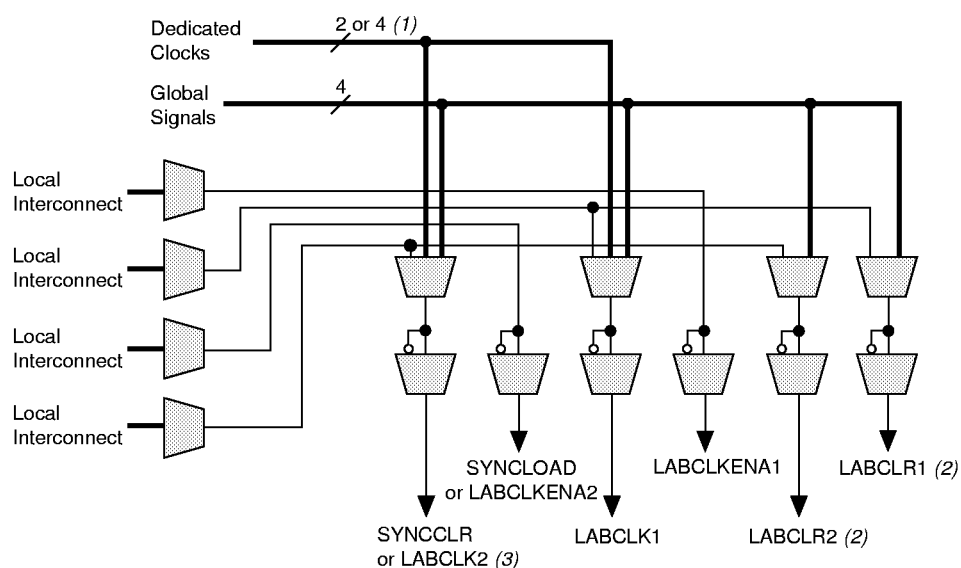 Dedicated
Clocks
2 or 4 (1)
Global
Signals
4
Local
Interconnect
Local
Interconnect
Local
Interconnect
Local
Interconnect
SYNCCLR
or LABCLK2 (3)
SYNCLOAD
or LABCLKENA2
LABCLK1
LABCLKENA1
LABCLR2 (2)
LABCLR1 (2)